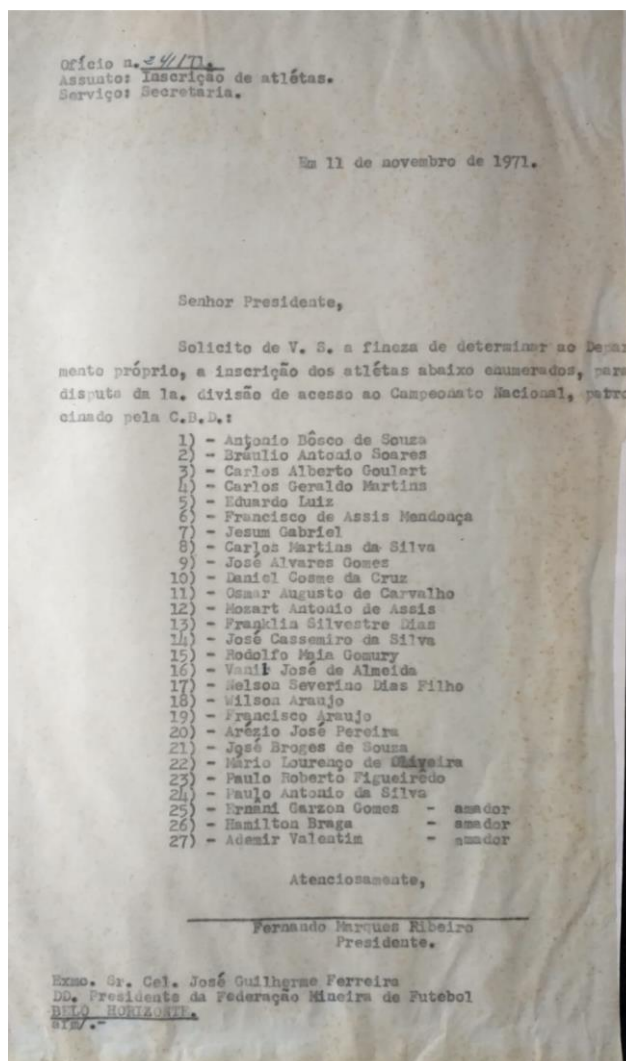 Ofício n. 24/171.
Assunto: Inscrição de atlétas.
Serviço: Secretaria.
Em 11 de novembro de 1971.
Senhor Presidente,
Solicito de V. S. a fineza de determinar ao Depar
mento próprio, a inscrição dos atlétas abaixo enumerados, para
disputa da 1a. divisão de acesso ao Campeonato Nacional, patro
cinado pela C.B.D.:
1) - Antonio Bôsco de Souza
2) - Bráulio Antonio Soares
3) - Carlos Alberto Goulart
4) - Carlos Geraldo Martins
5) - Eduardo Luiz
6) - Francisco de Assis Mendonça
7) - Jesum Gabriel
8) - Carlos Martins da Silva
9) - José Alvares Gomes
10) - Daniel Cosme da Cruz
11) - Osmar Augusto de Carvalho
12) - Mozart Antonio de Assis
13) - Franklin Silvestre Dias
14) - José Cassemiro da Silva
15) - Rodolfo Maia Gomury
16) - Vanir José de Almeida
17) - Nelson Severino Dias Filho
18) - Wilson Araujo
19) - Francisco Araujo
20) - Arézio José Pereira
21) - José Broges de Souza
22) - Mário Lourenço de Oliveira
23) - Paulo Roberto Figueirêdo
24) - Paulo Antonio da Silva
25) - Ernani Garzon Gomes - amador
26) - Hamilton Braga - amador
27) - Ademir Valentim - amador
Atenciosamente,
Fernando Marques Ribeiro
Presidente.
Exmo. Sr. Cel. José Guilherme Ferreira
DD. Presidente da Federação Mineira de Futebol
BELO HORIZONTE.